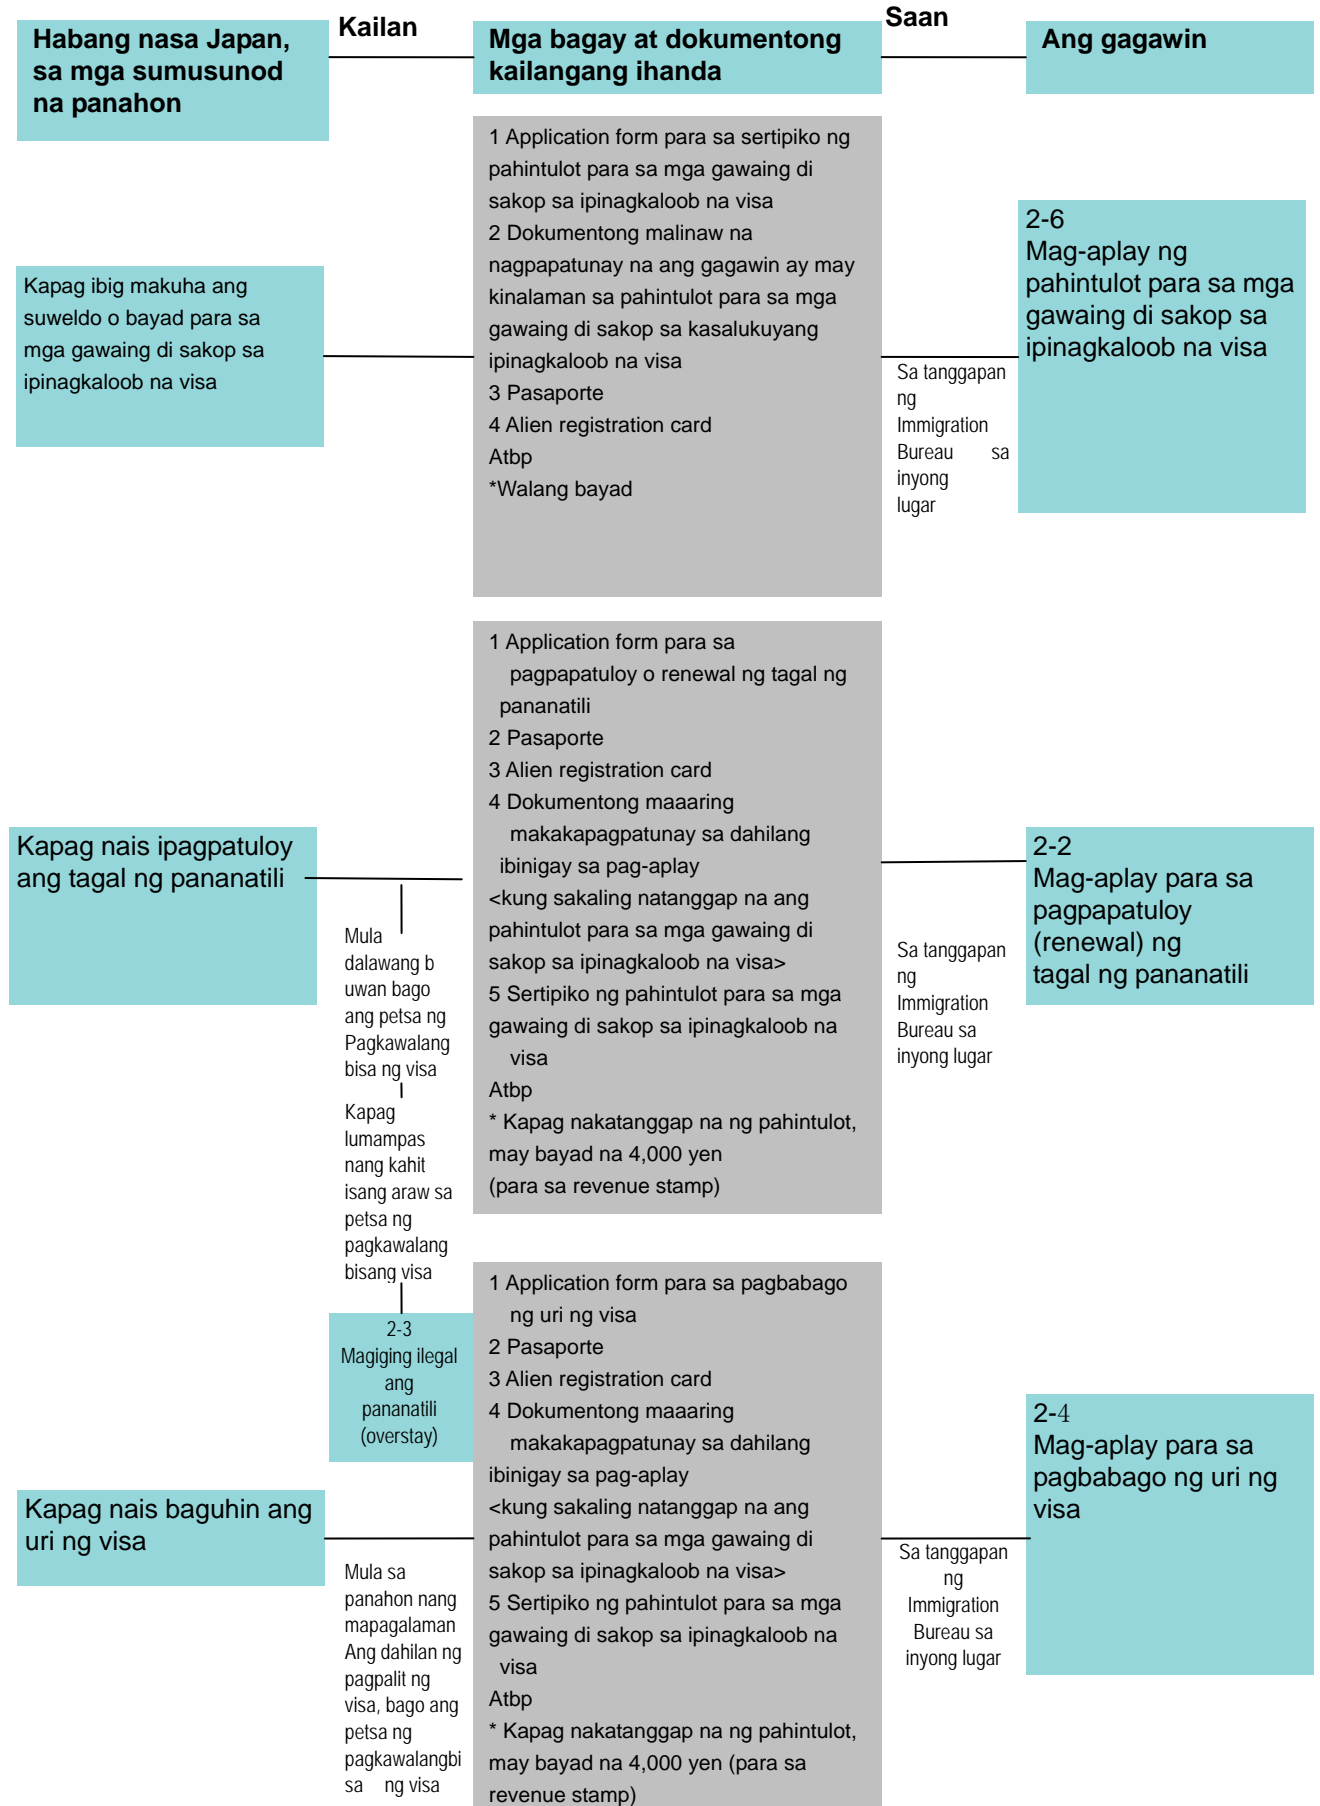 Habang nasa Japan,
sa mga sumusunod
na panahon
Kailan
Mga bagay at dokumentong
kailangang ihanda
Saan
Ang gagawin
Kapag ibig makuha ang
suweldo o bayad para sa
mga gawaing di sakop sa
ipinagkaloob na visa
1 Application form para sa sertipiko ng
pahintulot para sa mga gawaing di
sakop sa ipinagkaloob na visa
2 Dokumentong malinaw na
nagpapatunay na ang gagawin ay may
kinalaman sa pahintulot para sa mga
gawaing di sakop sa kasalukuyang
ipinagkaloob na visa
3 Pasaporte
4 Alien registration card
Atbp
*Walang bayad
Sa tanggapan
ng
Immigration
Bureau sa
inyong
lugar
2-6
Mag-aplay ng
pahintulot para sa mga
gawaing di sakop sa
ipinagkaloob na visa
Kapag nais ipagpatuloy
ang tagal ng pananatili
Mula
dalawang b
uwan bago
ang petsa ng
Pagkawalang
bisa ng visa
Kapag
lumampas
nang kahit
isang araw sa
petsa ng
pagkawalang
bisang visa
2-3
Magiging ilegal
ang
pananatili
(overstay)
1 Application form para sa
pagpapatuloy o renewal ng tagal ng
pananatili
2 Pasaporte
3 Alien registration card
4 Dokumentong maaaring
makakapagpatunay sa dahilang
ibinigay sa pag-aplay
<kung sakaling natanggap na ang
pahintulot para sa mga gawaing di
sakop sa ipinagkaloob na visa>
5 Sertipiko ng pahintulot para sa mga
gawaing di sakop sa ipinagkaloob na
visa
Atbp
* Kapag nakatanggap na ng pahintulot,
may bayad na 4,000 yen
(para sa revenue stamp)
Sa tanggapan
ng
Immigration
Bureau sa
inyong lugar
2-2
Mag-aplay para sa
pagpapatuloy
(renewal) ng
tagal ng pananatili
Kapag nais baguhin ang
uri ng visa
Mula sa
panahon nang
mapagalaman
Ang dahilan ng
pagpalit ng
visa, bago ang
petsa ng
pagkawalangbi
sa ng visa
1 Application form para sa pagbabago
ng uri ng visa
2 Pasaporte
3 Alien registration card
4 Dokumentong maaaring
makakapagpatunay sa dahilang
ibinigay sa pag-aplay
<kung sakaling natanggap na ang
pahintulot para sa mga gawaing di
sakop sa ipinagkaloob na visa>
5 Sertipiko ng pahintulot para sa mga
gawaing di sakop sa ipinagkaloob na
visa
Atbp
* Kapag nakatanggap na ng pahintulot,
may bayad na 4,000 yen (para sa
revenue stamp)
Sa tanggapan
ng
Immigration
Bureau sa
inyong lugar
2-4
Mag-aplay para sa
pagbabago ng uri ng
visa